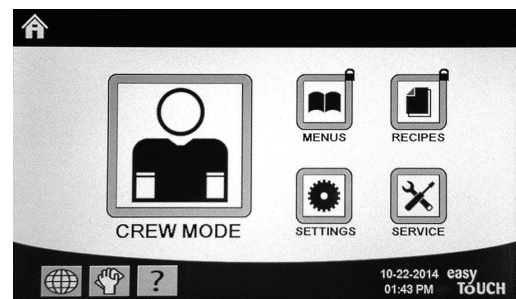 MENUS
RECIPES
CREW MODE
SETTINGS
SERVICE
?
10-22-2014
01:43 PM
easy
TOUCH